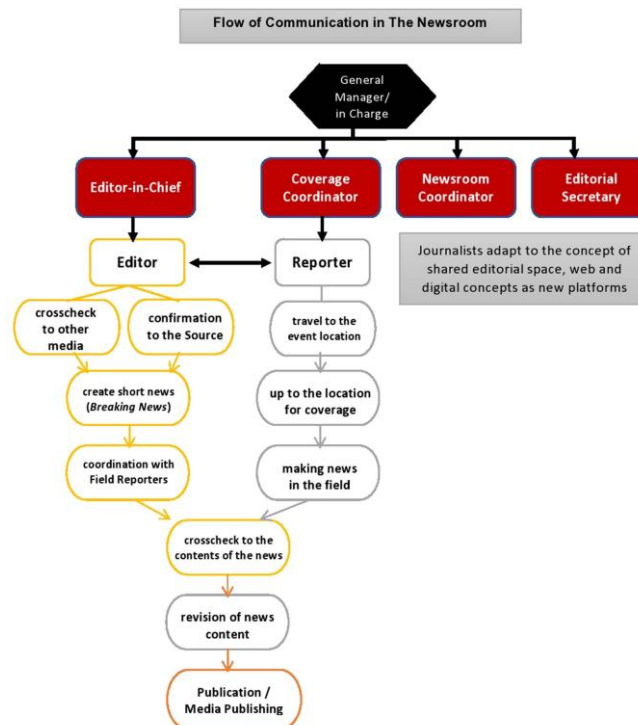 Flow of Communication in The Newsroom
General
Manager/
in Charge
Editor-in-Chief
Coverage
Coordinator
Newsroom
Coordinator
Editorial
Secretary
Journalists adapt to the concept of
shared editorial space, web and
digital concepts as new platforms
Editor
Reporter
crosscheck
to other
media
confirmation
to the Source
travel to the
event location
create short news
(Breaking News)
up to the location
for coverage
coordination with
Field Reporters
making news
in the field
crosscheck to the
contents of the news
revision of news
content
Publication /
Media Publishing